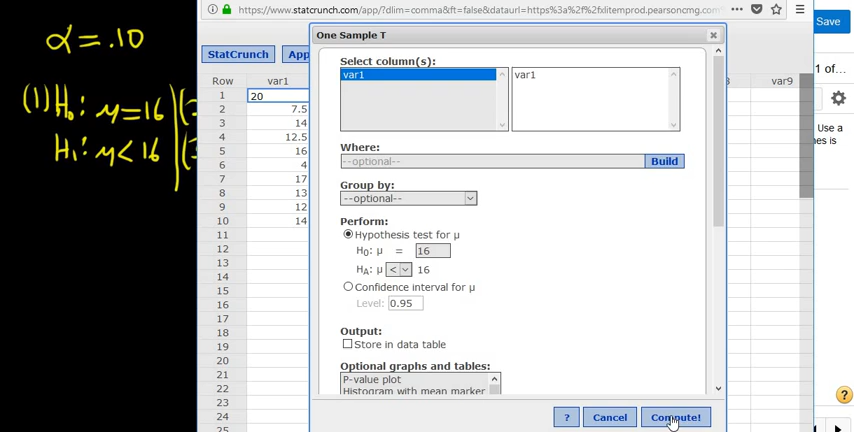 α = .10
(1) H₀: μ = 16
H₁: μ < 16
https://www.statcrunch.com/app/?dlim=comma&ft=false&dataurl=https%3a%2f%2fxlitemprod.pearsoncmg.com
StatCrunch App
Save
One Sample T
Select column(s):
var1 var1
Where:
--optional-- Build
Group by:
--optional--
Perform:
Hypothesis test for μ
H₀: μ = 16
Hₐ: μ < 16
Confidence interval for μ
Level: 0.95
Output:
Store in data table
Optional graphs and tables:
P-value plot
Histogram with mean marker
? Cancel Compute!
Row var1 var9
1 20
2 7.5
3 14
4 12.5
5 16
6 4
7 17
8 13
9 12
10 14
11
12
13
14
15
16
17
18
19
20
21
22
23
24
25
1 of...
Use a
es is
?